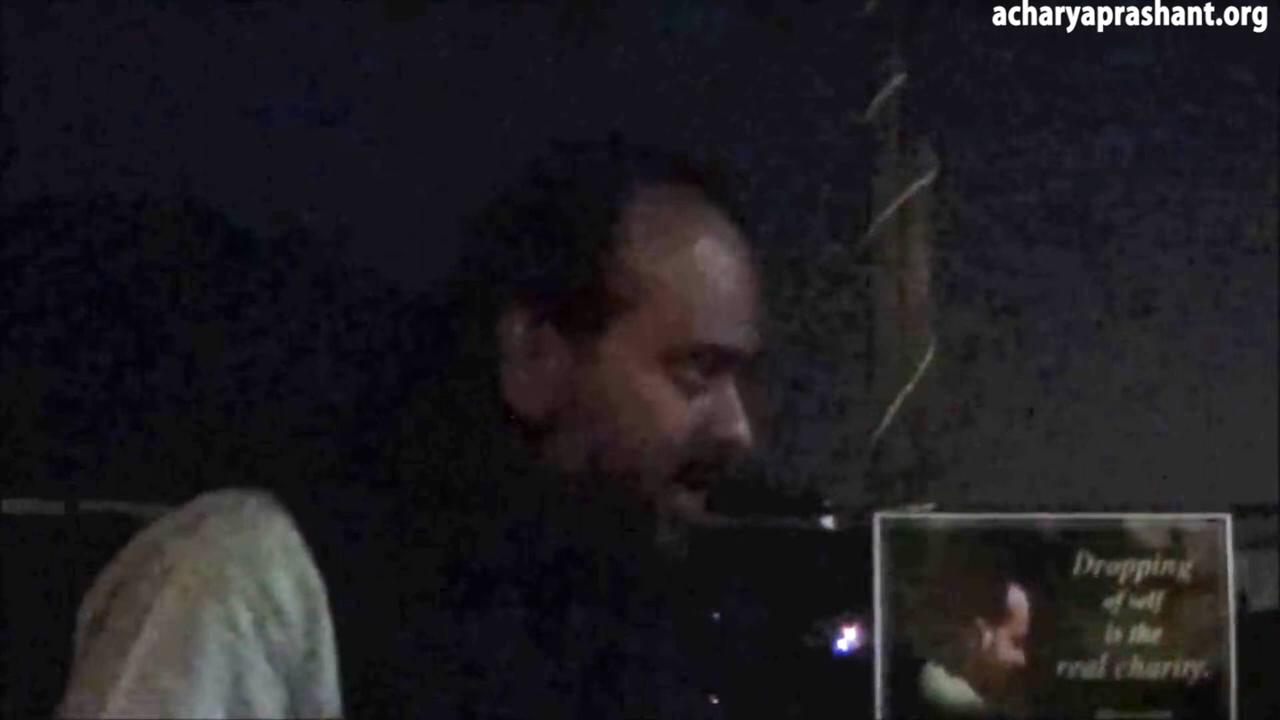 acharyaprashant.org
Dropping
of self
is the
real charity.